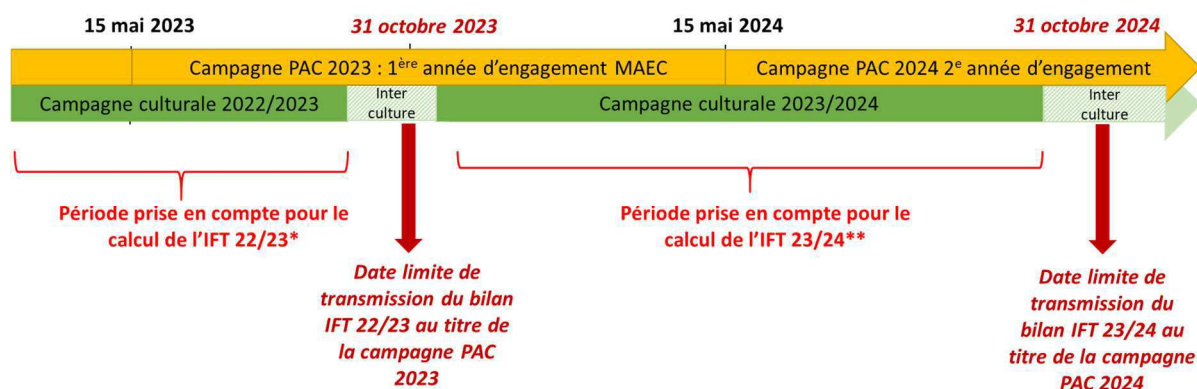 15 mai 2023
31 octobre 2023
15 mai 2024
31 octobre 2024
Campagne PAC 2023 : 1ère année d'engagement MAEC
Campagne PAC 2024 2e année d'engagement
Campagne culturale 2022/2023
Inter
culture
Campagne culturale 2023/2024
Inter
culture
Période prise en compte pour le
calcul de l'IFT 22/23*
Période prise en compte pour le
calcul de l'IFT 23/24**
Date limite de
transmission du bilan
IFT 22/23 au titre de
la campagne PAC
2023
Date limite de
transmission du
bilan IFT 23/24 au
titre de la campagne
PAC 2024